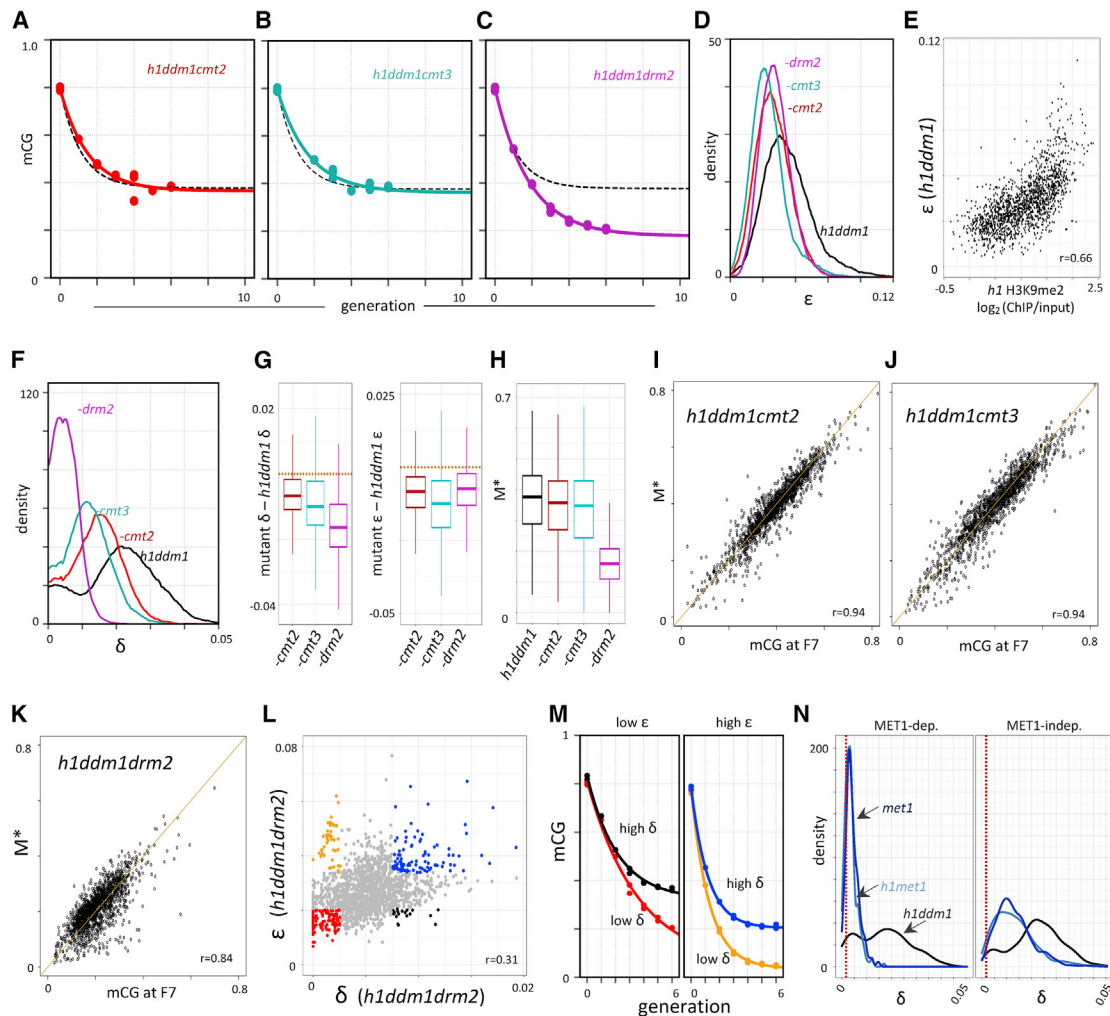 A
B
C
D
E
1.0
mCG
0
h1ddm1cmt2
h1ddm1cmt3
h1ddm1drm2
0
10
0
10
0
10
generation
50
density
0
-drm2
-cmt3
-cmt2
h1ddm1
0
ε
0.12
0.12
ε (h1ddm1)
0
r=0.66
-0.5
h1 H3K9me2
2.5
log2 (ChIP/input)
F
G
H
I
J
120
density
0
-drm2
-cmt3
-cmt2
h1ddm1
0
δ
0.05
0.02
mutant δ – h1ddm1 δ
-0.04
-cmt2
-cmt3
-drm2
0.025
mutant ε – h1ddm1 ε
-0.05
-cmt2
-cmt3
-drm2
0.7
M*
0
h1ddm1
-cmt2
-cmt3
-drm2
0.8
M*
0
h1ddm1cmt2
r=0.94
0
mCG at F7
0.8
h1ddm1cmt3
r=0.94
0
mCG at F7
0.8
K
L
M
N
0.8
M*
0
h1ddm1drm2
r=0.84
0
mCG at F7
0.8
0.08
ε (h1ddm1drm2)
0
r=0.31
0
δ (h1ddm1drm2)
0.02
low ε
high ε
1
mCG
0
high δ
low δ
high δ
low δ
0
2
4
6
0
2
4
6
generation
MET1-dep.
MET1-indep.
200
density
0
met1
h1met1
h1ddm1
0
δ
0.05
0
δ
0.05